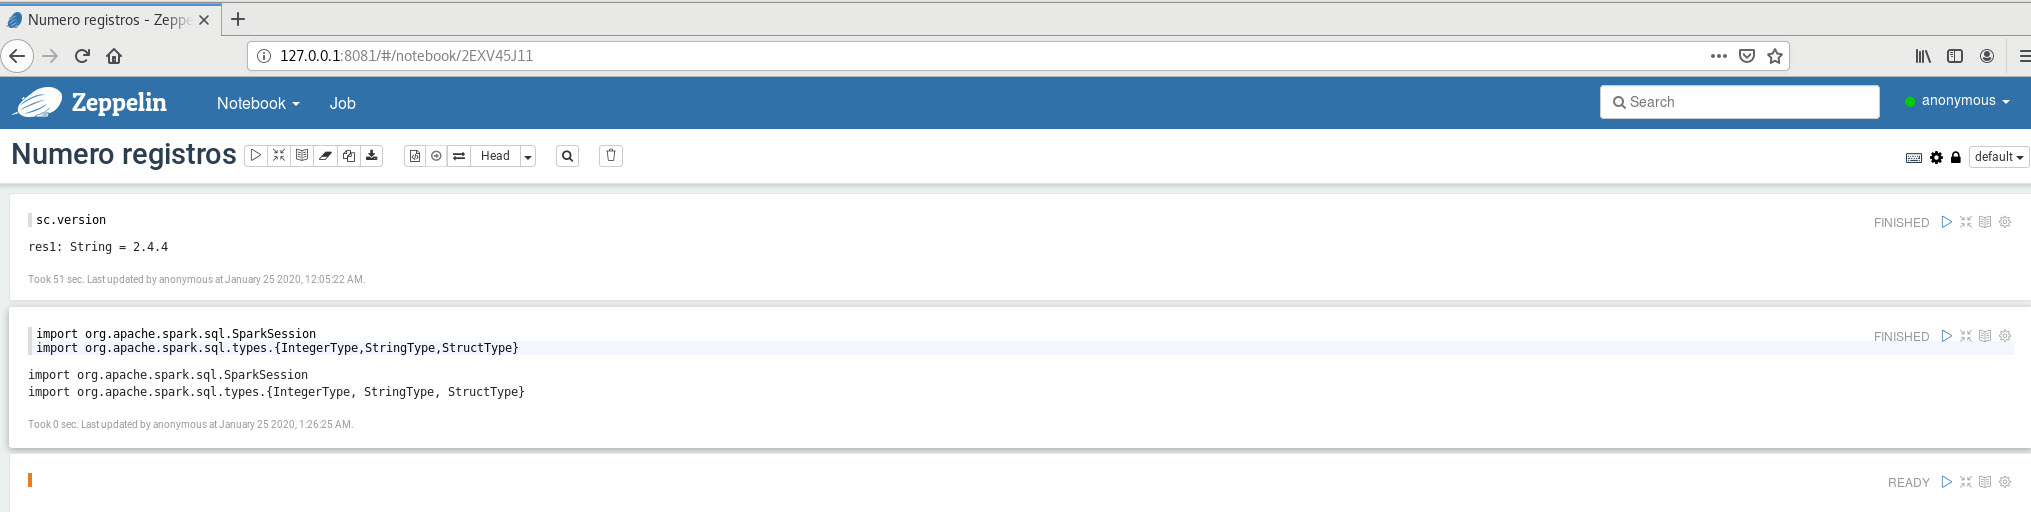 Numero registros - Zeppe
127.0.0.1:8081/#/notebook/2EXV45J11
Zeppelin Notebook Job Search anonymous
Numero registros Head default
sc.version FINISHED
res1: String = 2.4.4
Took 51 sec. Last updated by anonymous at January 25 2020, 12:05:22 AM.
import org.apache.spark.sql.SparkSession FINISHED
import org.apache.spark.sql.types.{IntegerType,StringType,StructType}
import org.apache.spark.sql.SparkSession
import org.apache.spark.sql.types.{IntegerType, StringType, StructType}
Took 0 sec. Last updated by anonymous at January 25 2020, 1:26:25 AM.
READY